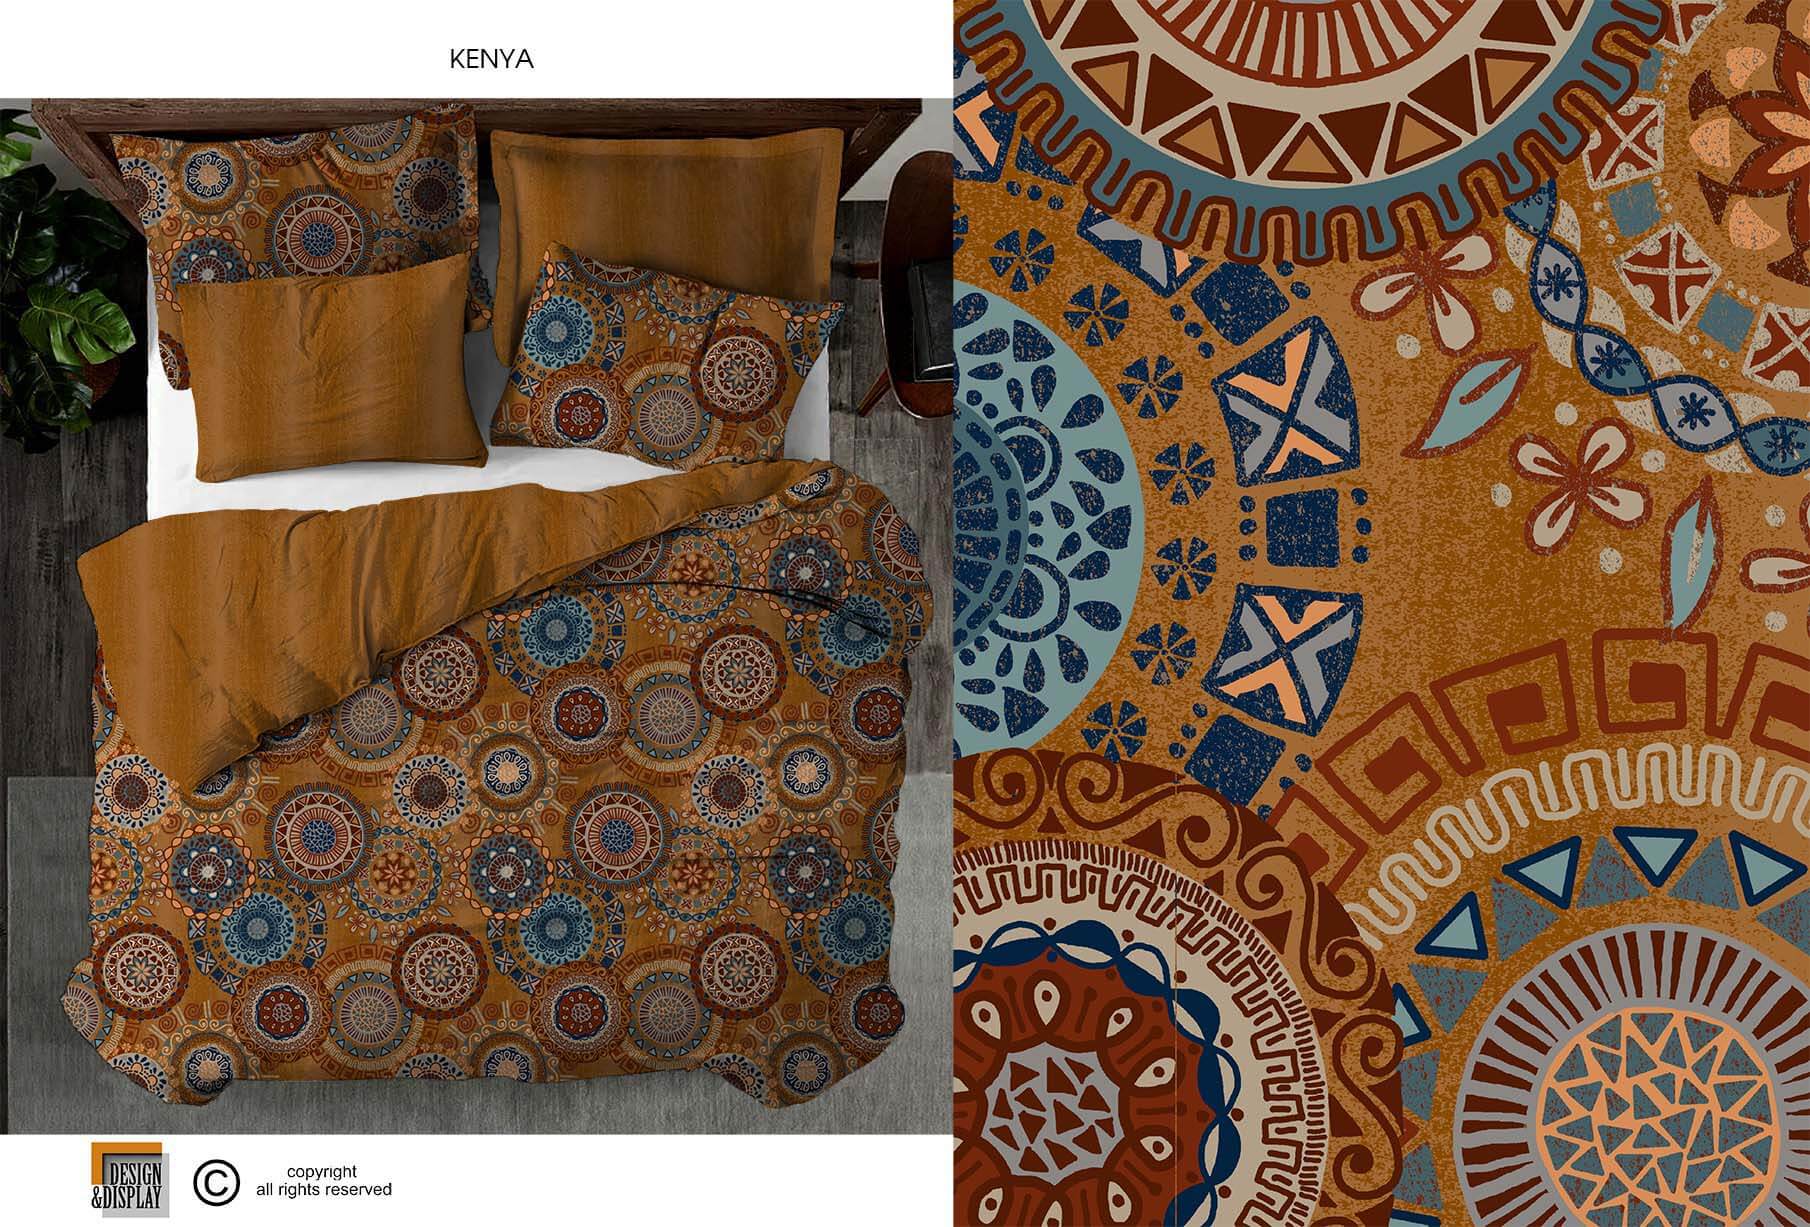 KENYA
DESIGN
&DISPLAY
©
copyright
all rights reserved